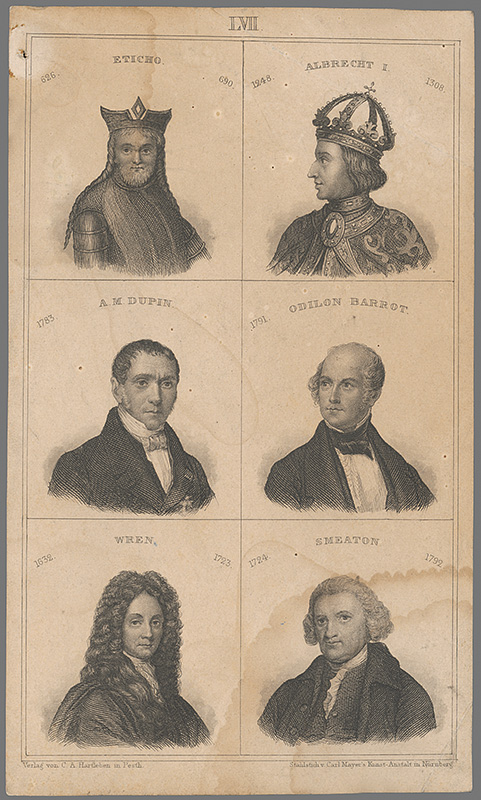 LVII
ETICHO.
626.
690.
ALBRECHT I.
1248.
1308.
A. M DUPIN
1783.
ODILON BARROT.
1791.
WREN.
1632.
1723.
SMEATON
1724.
1792
Verlag von C. A. Hartleben in Pesth.
Stahlstich v. Carl Mayer's Kunst-Anstalt in Nürnberg